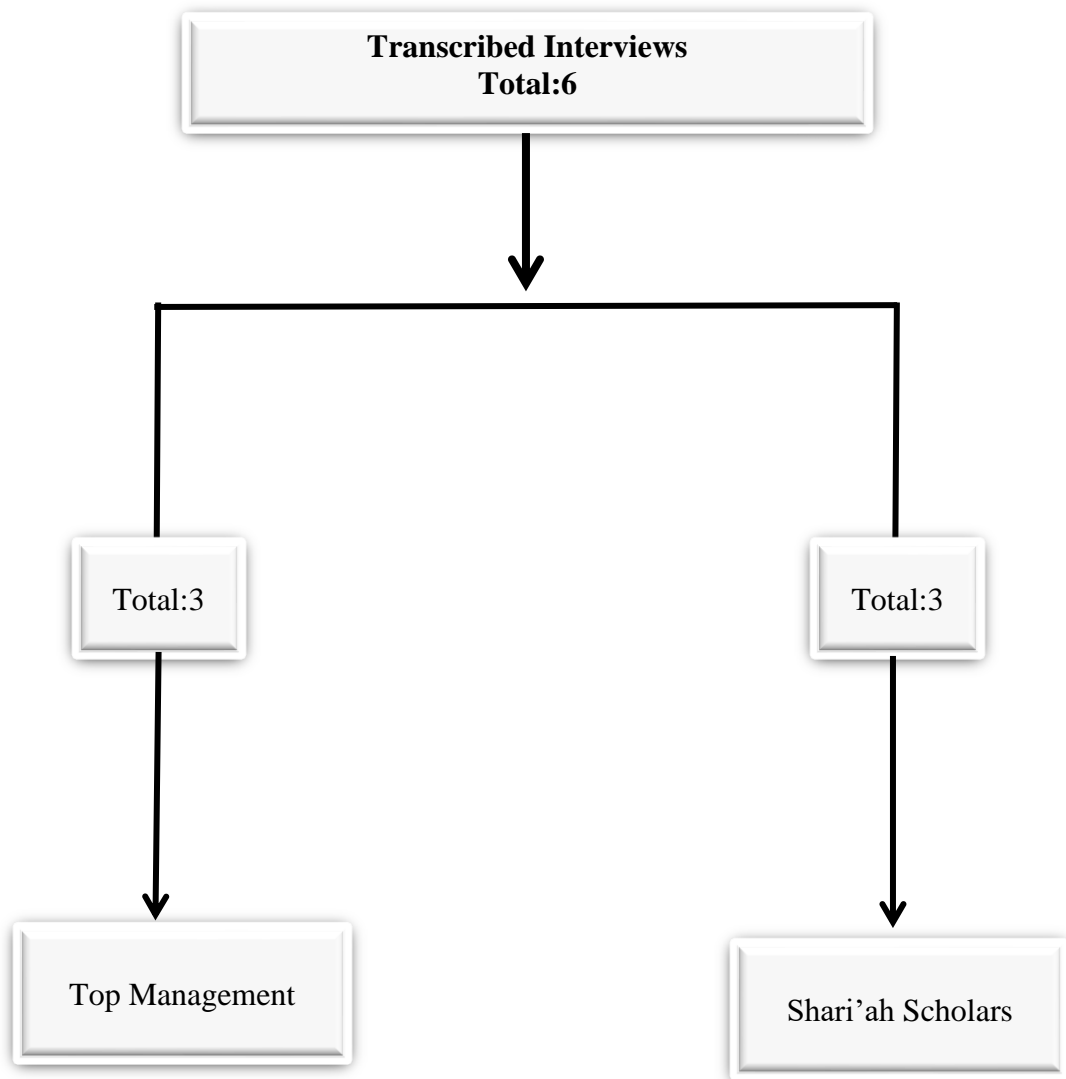 Transcribed Interviews
Total:6
Total:3
Total:3
Top Management
Shari’ah Scholars